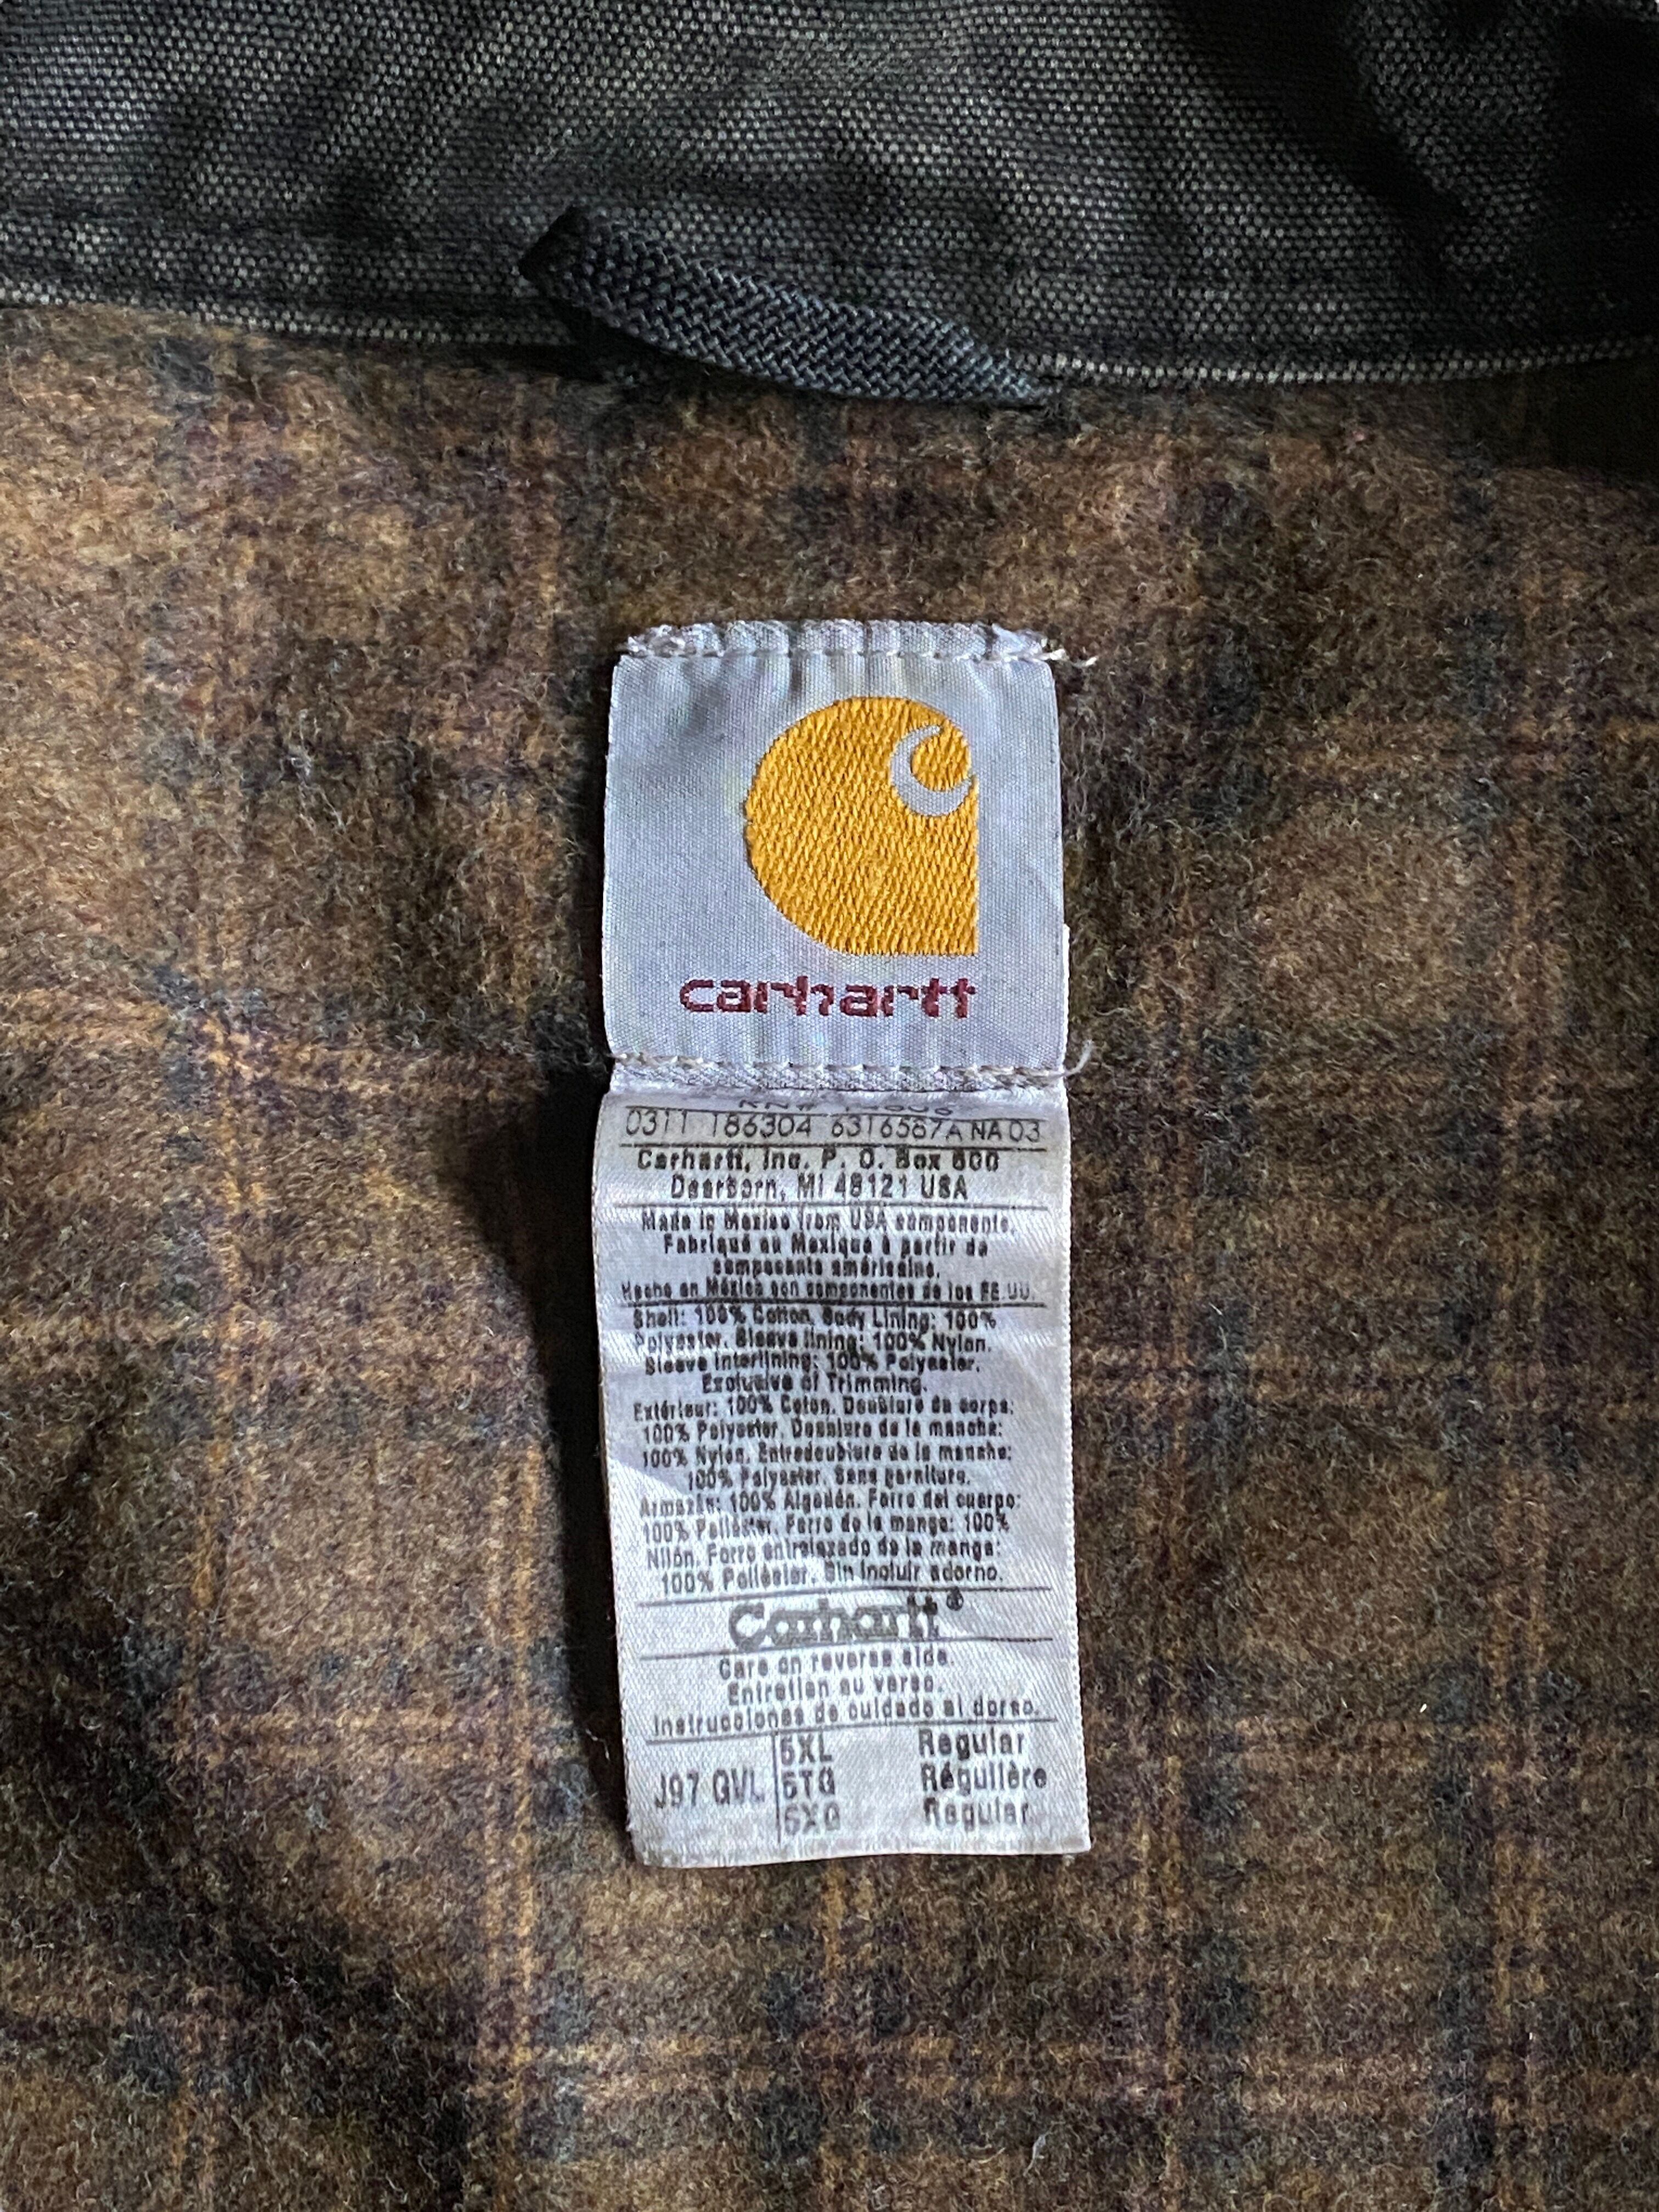 carhartt
RN# 14806
0311 186304 6316567A NA 03
Carhartt, Inc. P. O. Box 600
Dearborn, MI 48121 USA
Made in Mexico from USA components.
Fabriqué au Mexique à partir de
composants américains.
Hecho en México con componentes de los EE.UU.
Shell: 100% Cotton. Body Lining: 100%
Polyester. Sleeve lining: 100% Nylon.
Sleeve Interlining: 100% Polyester.
Exclusive of Trimming.
Extérieur: 100% Coton. Doublure du corps:
100% Polyester. Doublure de la manche:
100% Nylon. Entredoublure de la manche:
100% Polyester. Sans garniture.
Armazón: 100% Algodón. Forro del cuerpo:
100% Poliéster. Forro de la manga: 100%
Nilón. Forro entrelazado de la manga:
100% Poliéster. Sin incluir adorno.
Carhartt®
Care on reverse side.
Entretien au verso.
Instrucciones de cuidado al dorso.
J97 GVL
Regular
Régulière
Regular